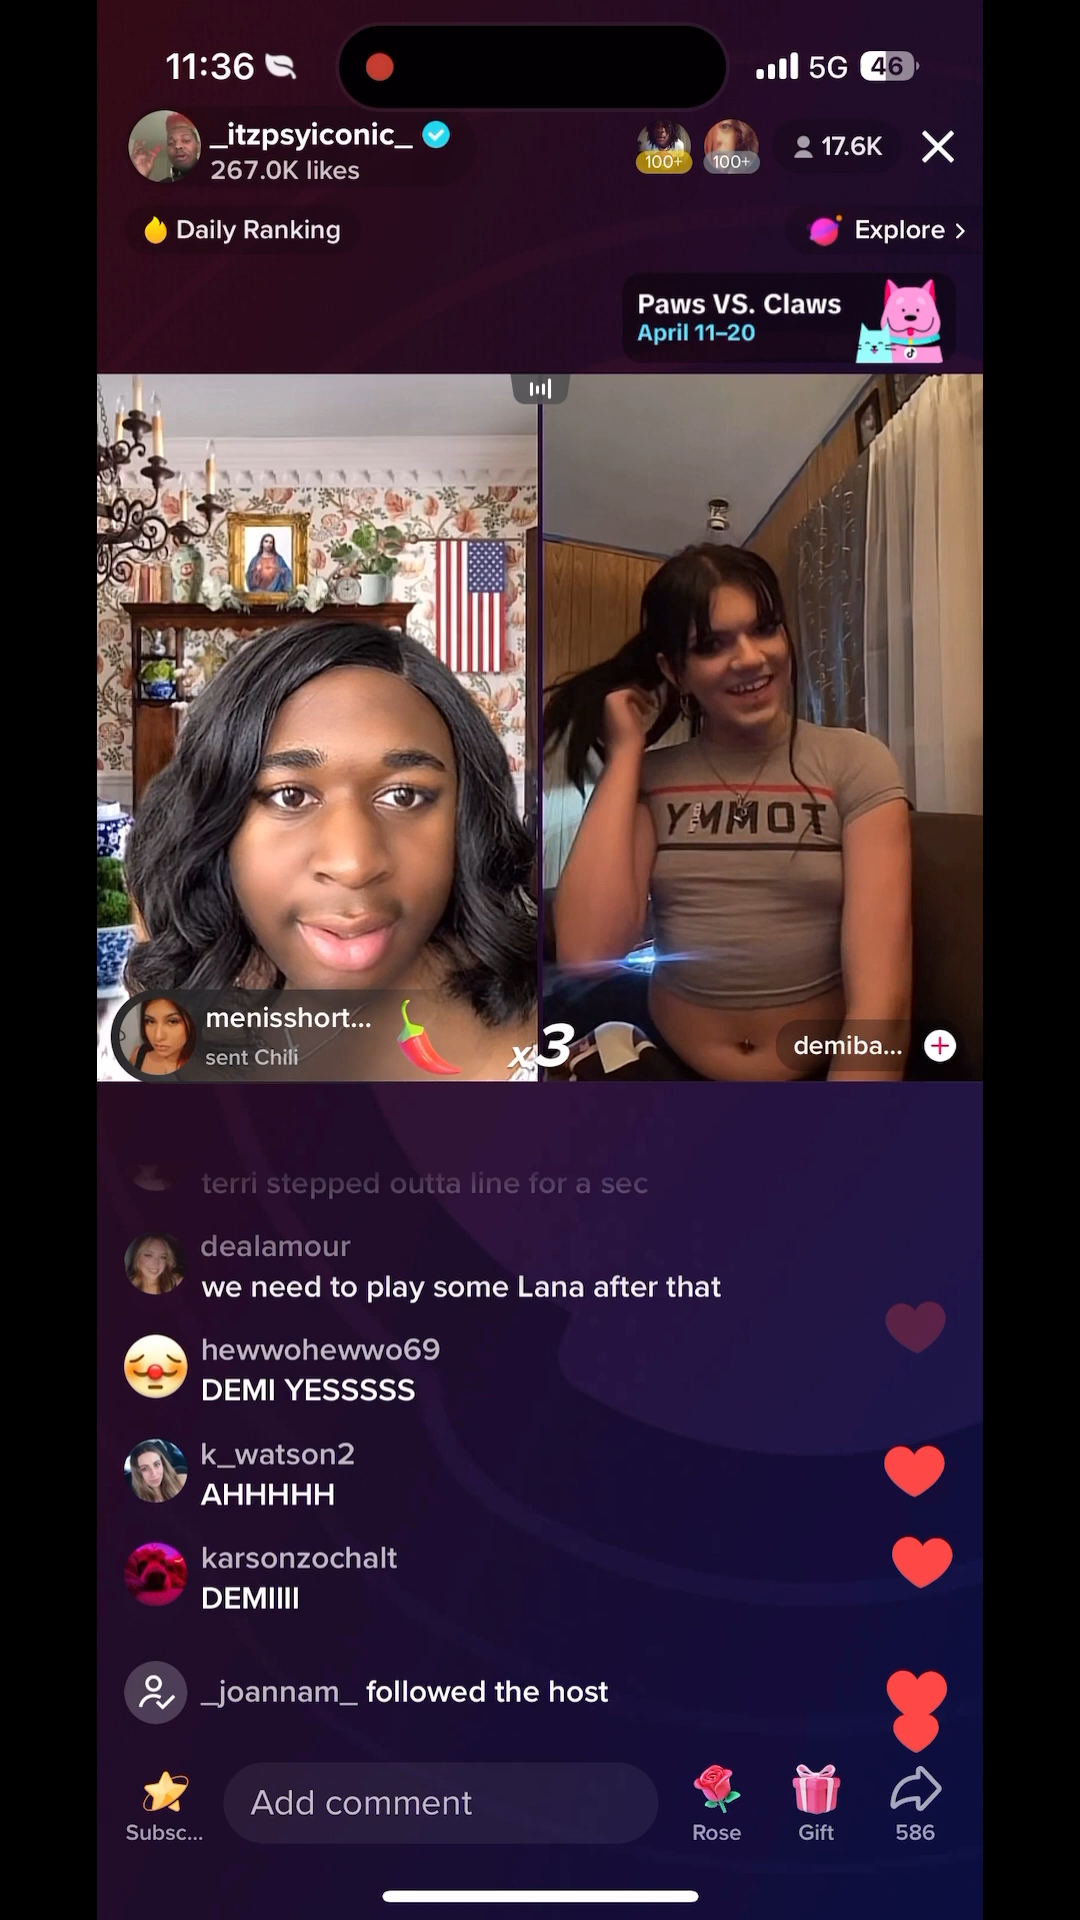 11:36
5G
46
_itzpsyiconic_
267.0K likes
100+
100+
17.6K
Daily Ranking
Explore
Paws VS. Claws
April 11–20
TOMMY
menisshort...
sent Chili
x3
demiba...
terri stepped outta line for a sec
dealamour
we need to play some Lana after that
hewwohewwo69
DEMI YESSSSS
k_watson2
AHHHHH
karsonzochalt
DEMIIII
_joannam_ followed the host
Subsc...
Add comment
Rose
Gift
586